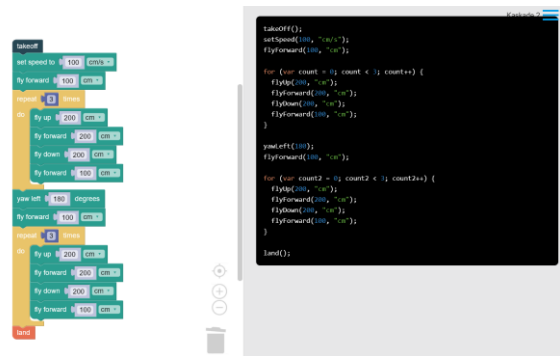 takeoff
set speed to 100 cm/s
fly forward 100 cm
repeat 3 times
do fly up 200 cm
fly forward 200 cm
fly down 200 cm
fly forward 100 cm
yaw left 180 degrees
fly forward 100 cm
repeat 3 times
do fly up 200 cm
fly forward 200 cm
fly down 200 cm
fly forward 100 cm
land
Kaskade 2
takeOff();
setSpeed(100, "cm/s");
flyForward(100, "cm");
for (var count = 0; count < 3; count++) {
flyUp(200, "cm");
flyForward(200, "cm");
flyDown(200, "cm");
flyForward(100, "cm");
}
yawLeft(180);
flyForward(100, "cm");
for (var count2 = 0; count2 < 3; count2++) {
flyUp(200, "cm");
flyForward(200, "cm");
flyDown(200, "cm");
flyForward(100, "cm");
}
land();